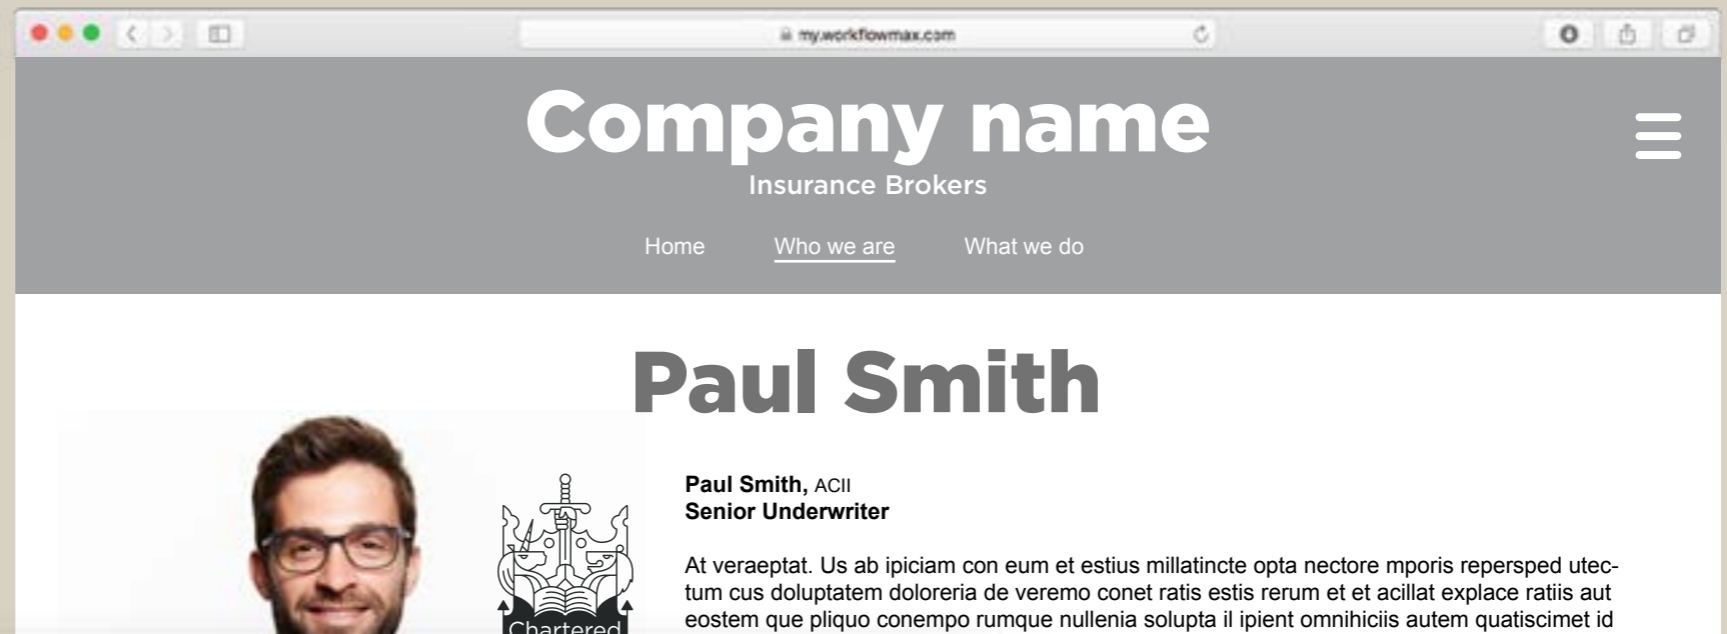 my.workflowmax.com
Company name
Insurance Brokers
Home Who we are What we do
Paul Smith
Paul Smith, ACII
Senior Underwriter
At veraeptat. Us ab ipiciam con eum et estius millatincte opta nectore mporis repersped utec-
tum cus doluptatem doloreria de veremo conet ratis estis rerum et et acillat explace ratiis aut
eostem que pliquo conempo rumque nullenia solupta il ipient omnihiciis autem quatiscimet id
Chartered